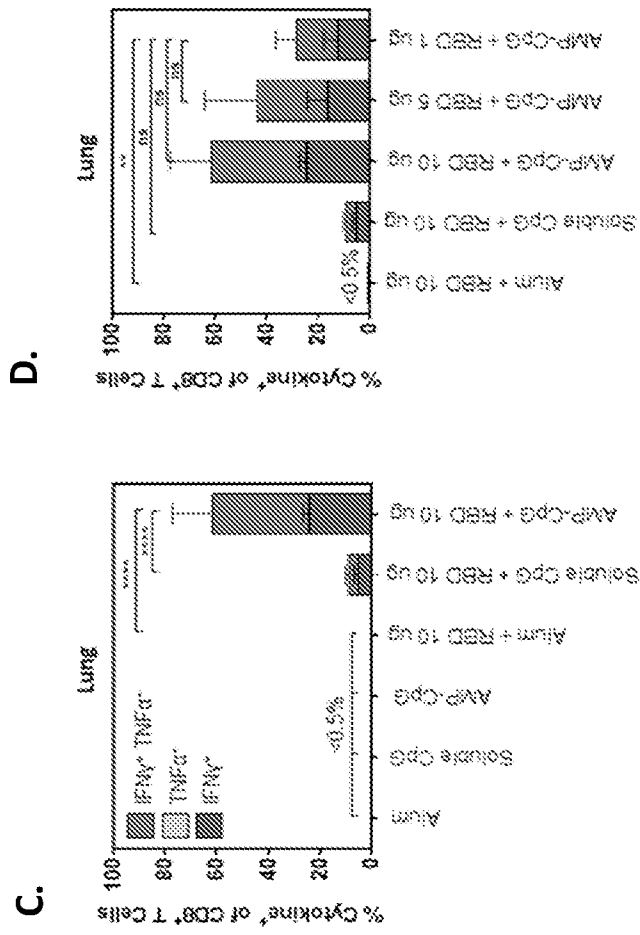 C.
Lung
% Cytokine⁺ of CD8⁺ T Cells
100
80
60
40
20
0
IFNγ⁺ TNFα⁺
TNFα⁺
IFNγ⁺
****
****
<0.5%
Alum
Soluble CpG
AMP-CpG
Alum + RBD 10 ug
Soluble CpG + RBD 10 ug
AMP-CpG + RBD 10 ug
D.
Lung
% Cytokine⁺ of CD8⁺ T Cells
100
80
60
40
20
0
**
ns
ns
ns
<0.5%
Alum + RBD 10 ug
Soluble CpG + RBD 10 ug
AMP-CpG + RBD 10 ug
AMP-CpG + RBD 5 ug
AMP-CpG + RBD 1 ug